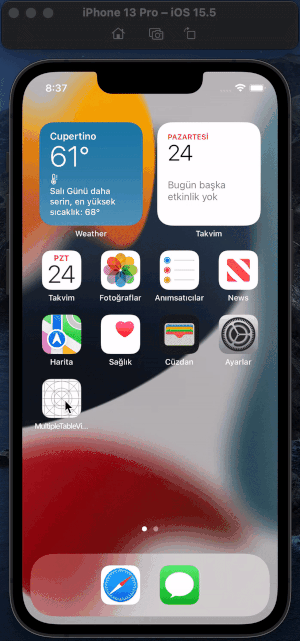 iPhone 13 Pro – iOS 15.5
8:37
Cupertino
61°
Salı Günü daha
serin, en yüksek
sıcaklık: 68°
Weather
PAZARTESİ
24
Bugün başka
etkinlik yok
Takvim
PZT
24
Takvim
Fotoğraflar
Anımsatıcılar
News
Harita
Sağlık
Cüzdan
Ayarlar
MultipleTableVi...